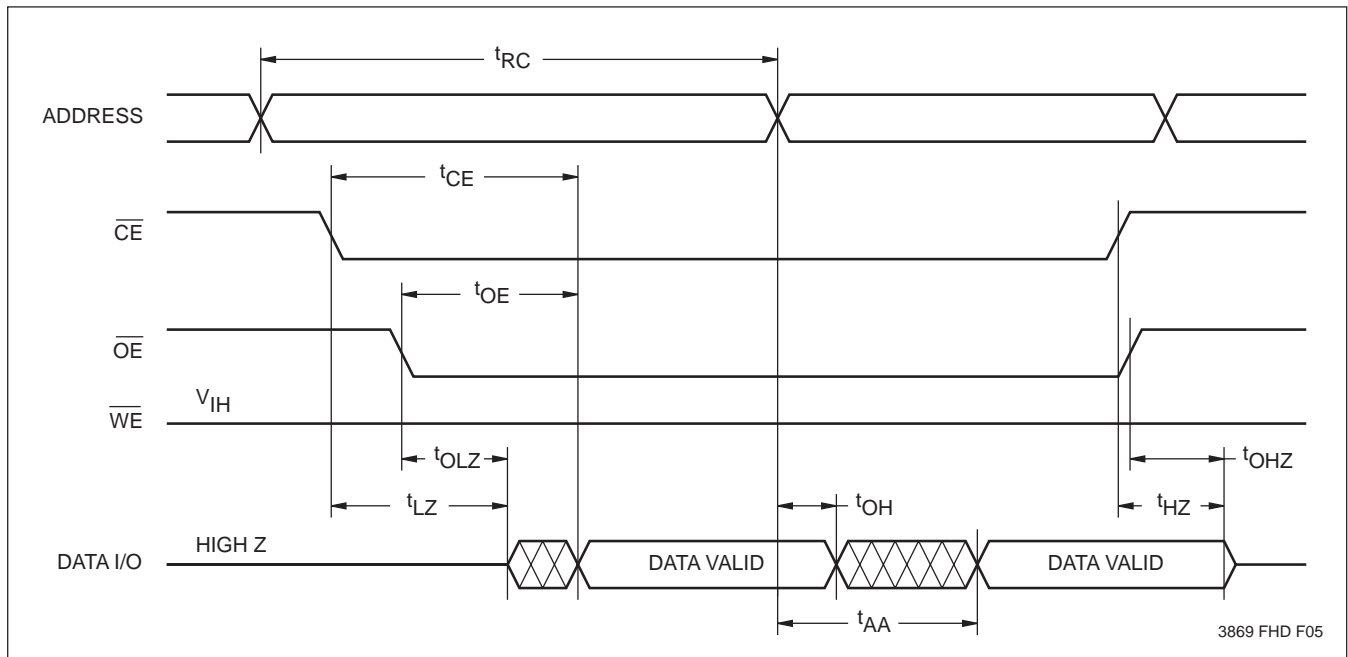 tRC
ADDRESS
tCE
CE
tOE
OE
VIH
WE
tOLZ
tOHZ
tLZ
tOH
tHZ
HIGH Z
DATA I/O
DATA VALID
DATA VALID
tAA
3869 FHD F05